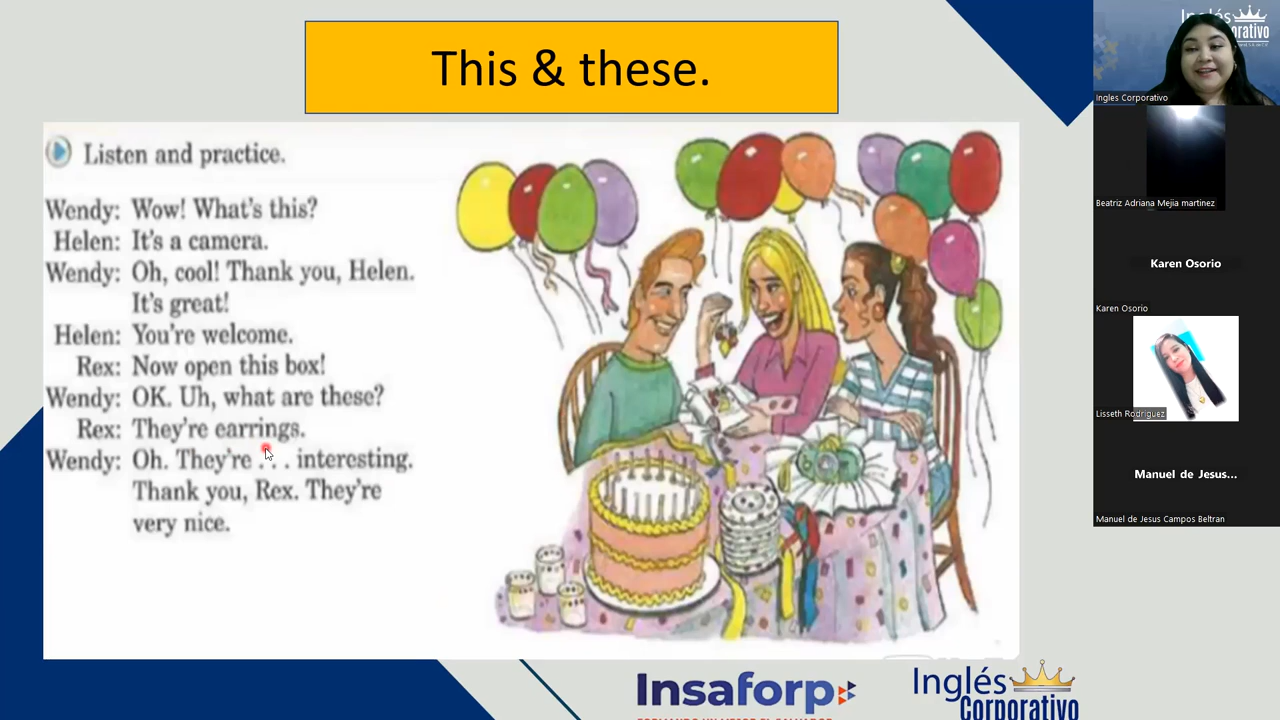 This & these.
Listen and practice.
Wendy: Wow! What's this?
Helen: It's a camera.
Wendy: Oh, cool! Thank you, Helen.
It's great!
Helen: You're welcome.
Rex: Now open this box!
Wendy: OK. Uh, what are these?
Rex: They're earrings.
Wendy: Oh. They're . . . interesting.
Thank you, Rex. They're
very nice.
Insaforp
Inglés
Corporativo
Ingles Corporativo
Beatriz Adriana Mejia martinez
Karen Osorio
Karen Osorio
Lisseth Rodriguez
Manuel de Jesus...
Manuel de Jesus Campos Beltran